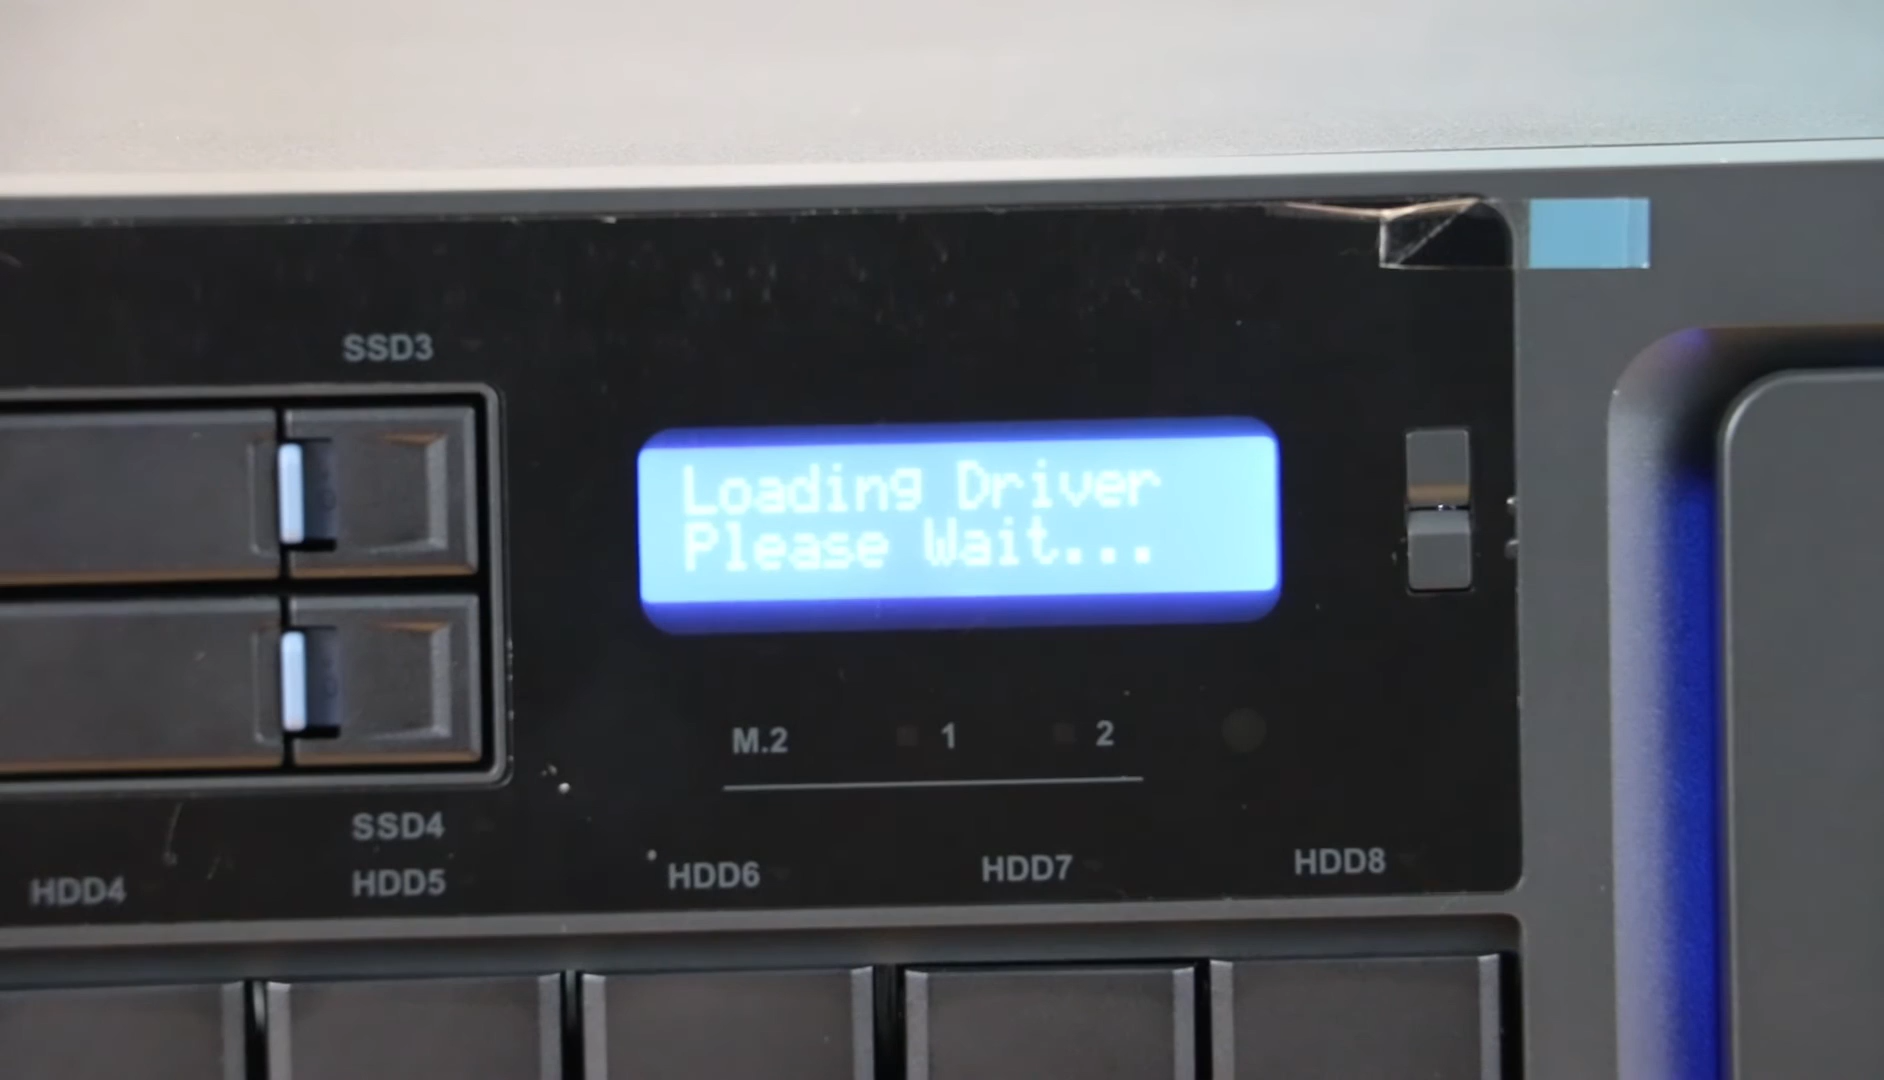 SSD3
Loading Driver
Please Wait...
M.2 1 2
SSD4
HDD4 HDD5 HDD6 HDD7 HDD8